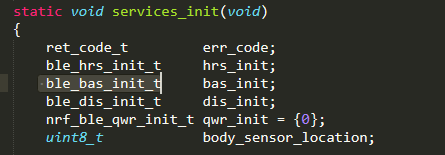 static void services_init(void)
{
    ret_code_t         err_code;
    ble_hrs_init_t     hrs_init;
    ble_bas_init_t     bas_init;
    ble_dis_init_t     dis_init;
    nrf_ble_qwr_init_t qwr_init = {0};
    uint8_t            body_sensor_location;